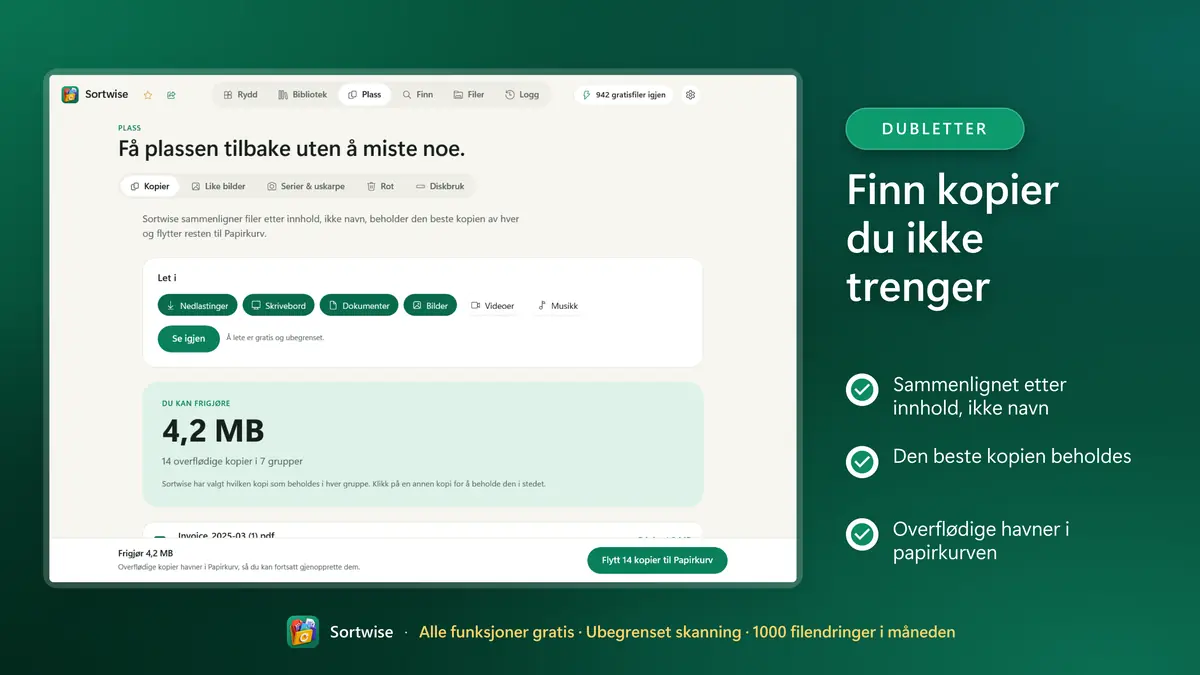 Sortwise
Rydd
Bibliotek
Plass
Finn
Filer
Logg
942 gratisfiler igjen
PLASS
Få plassen tilbake uten å miste noe.
Kopier
Like bilder
Serier & uskarpe
Rot
Diskbruk
Sortwise sammenligner filer etter innhold, ikke navn, beholder den beste kopien av hver
og flytter resten til Papirkurv.
Let i
Nedlastinger
Skrivebord
Dokumenter
Bilder
Videoer
Musikk
Se igjen
Å lete er gratis og ubegrenset.
DU KAN FRIGJØRE
4,2 MB
14 overflødige kopier i 7 grupper
Sortwise har valgt hvilken kopi som beholdes i hver gruppe. Klikk på en annen kopi for å beholde den i stedet.
Invoice_2025-03 (1).pdf
Frigjør 4,2 MB
Overflødige kopier havner i Papirkurv, så du kan fortsatt gjenopprette dem.
Flytt 14 kopier til Papirkurv
DUBLETTER
Finn kopier
du ikke
trenger
Sammenlignet etter
innhold, ikke navn
Den beste kopien beholdes
Overflødige havner i
papirkurven
Sortwise · Alle funksjoner gratis · Ubegrenset skanning · 1000 filendringer i måneden